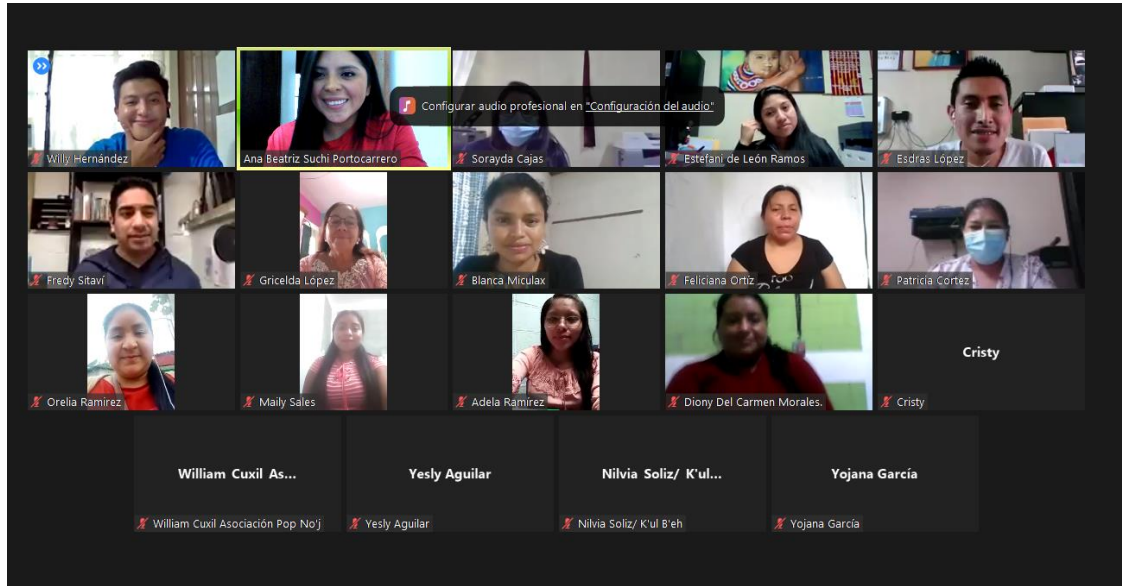 Configurar audio profesional en "Configuración del audio"
Willy Hernández
Ana Beatriz Suchi Portocarrero
Sorayda Cajas
Estefani de León Ramos
Esdras López
Fredy Sitaví
Gricelda López
Blanca Miculax
Feliciana Ortiz
Patricia Cortez
Orelia Ramirez
Maily Sales
Adela Ramírez
Diony Del Carmen Morales.
Cristy
Cristy
William Cuxil As...
Yesly Aguilar
Nilvia Soliz/ K'ul...
Yojana García
William Cuxil Asociación Pop No'j
Yesly Aguilar
Nilvia Soliz/ K'ul B'eh
Yojana García